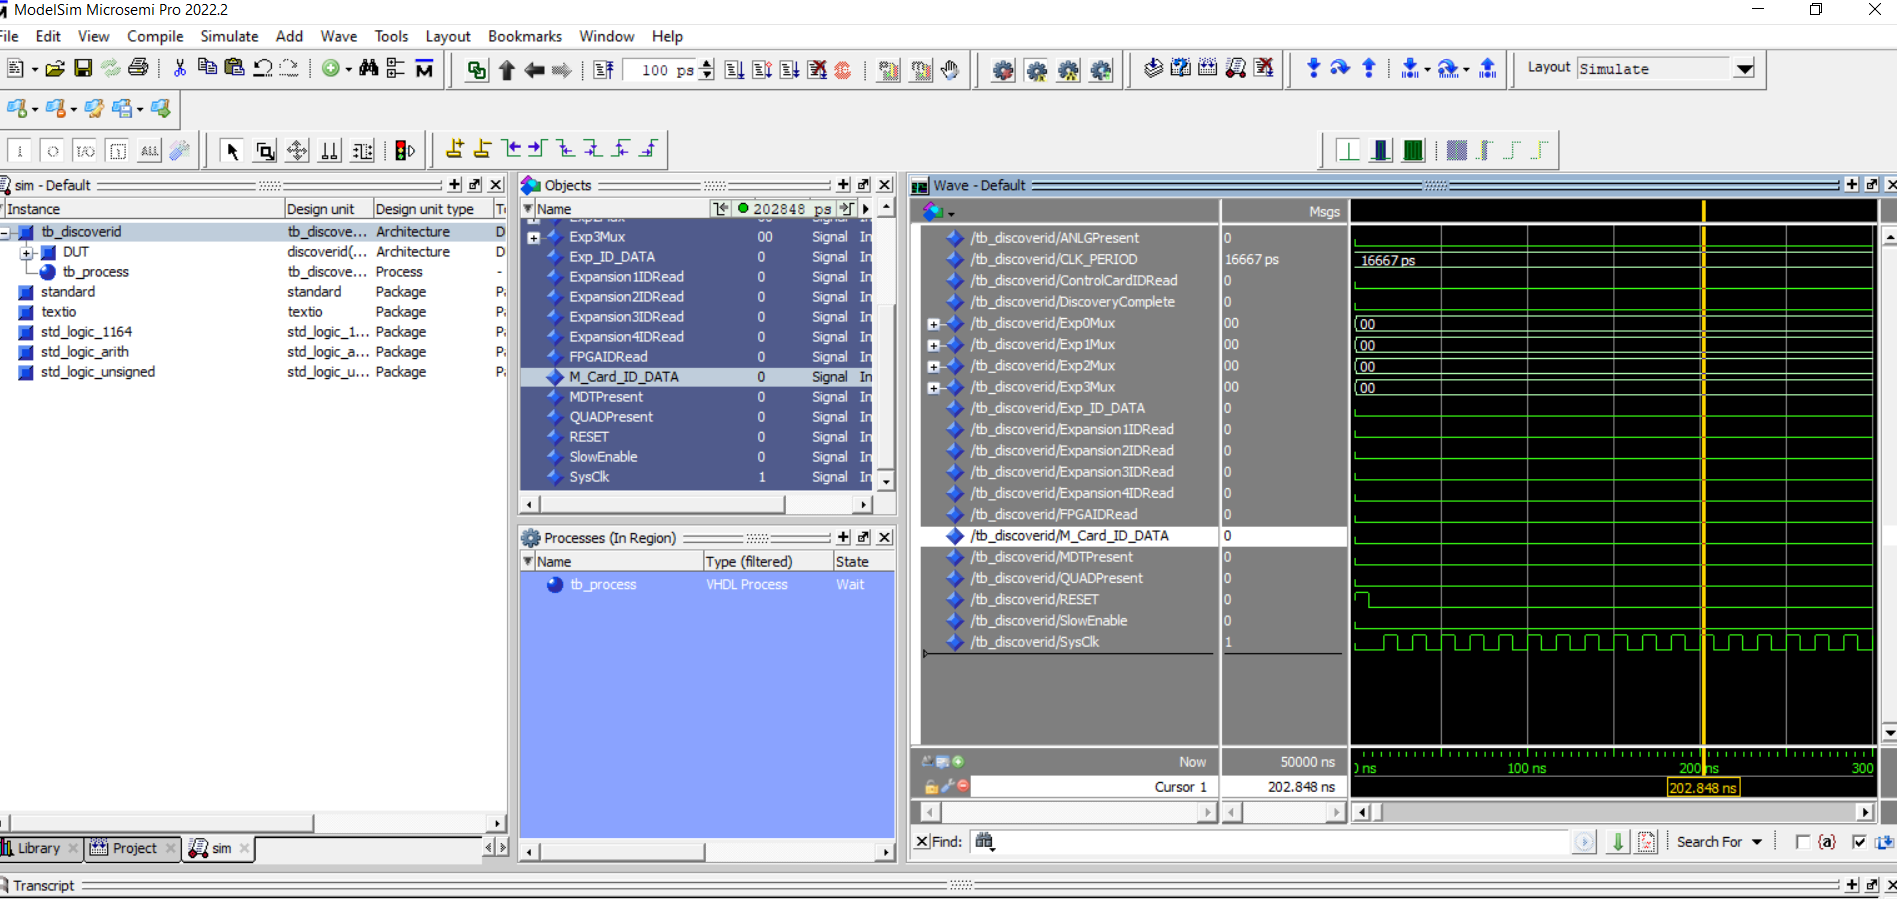 ModelSim Microsemi Pro 2022.2
File Edit View Compile Simulate Add Wave Tools Layout Bookmarks Window Help
100 ps
Layout Simulate
sim - Default
Instance Design unit Design unit type
tb_discoverid tb_discove... Architecture D
DUT discoverid(... Architecture D
tb_process tb_discove... Process -
standard standard Package
textio textio Package
std_logic_1164 std_logic_1... Package
std_logic_arith std_logic_a... Package
std_logic_unsigned std_logic_u... Package
Library Project sim
Objects
Name 202848 ps
Exp2Mux 00 Signal In
Exp3Mux 00 Signal In
Exp_ID_DATA 0 Signal In
Expansion1IDRead 0 Signal In
Expansion2IDRead 0 Signal In
Expansion3IDRead 0 Signal In
Expansion4IDRead 0 Signal In
FPGAIDRead 0 Signal In
M_Card_ID_DATA 0 Signal In
MDTPresent 0 Signal In
QUADPresent 0 Signal In
RESET 0 Signal In
SlowEnable 0 Signal In
SysClk 1 Signal In
Processes (In Region)
Name Type (filtered) State
tb_process VHDL Process Wait
Wave - Default
Msgs
/tb_discoverid/ANLGPresent 0
/tb_discoverid/CLK_PERIOD 16667 ps 16667 ps
/tb_discoverid/ControlCardIDRead 0
/tb_discoverid/DiscoveryComplete 0
/tb_discoverid/Exp0Mux 00 00
/tb_discoverid/Exp1Mux 00 00
/tb_discoverid/Exp2Mux 00 00
/tb_discoverid/Exp3Mux 00 00
/tb_discoverid/Exp_ID_DATA 0
/tb_discoverid/Expansion1IDRead 0
/tb_discoverid/Expansion2IDRead 0
/tb_discoverid/Expansion3IDRead 0
/tb_discoverid/Expansion4IDRead 0
/tb_discoverid/FPGAIDRead 0
/tb_discoverid/M_Card_ID_DATA 0
/tb_discoverid/MDTPresent 0
/tb_discoverid/QUADPresent 0
/tb_discoverid/RESET 0
/tb_discoverid/SlowEnable 0
/tb_discoverid/SysClk 1
Now 50000 ns ns 100 ns 200 ns 300
Cursor 1 202.848 ns 202.848 ns
Find: Search For {a}
Transcript